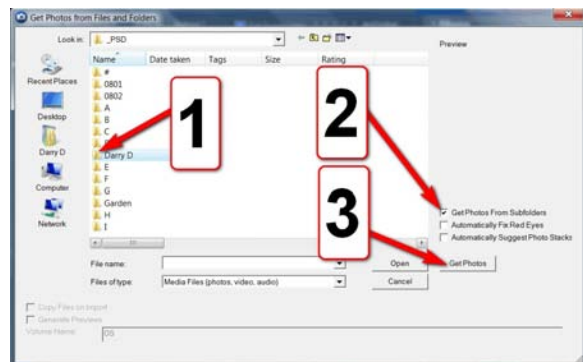 Get Photos from Files and Folders
Look in: _PSD
Preview
Name Date taken Tags Size Rating
#
0801
0802
A
B
C
Darry D
E
F
G
Garden
H
I
Recent Places
Desktop
Darry D
Computer
Network
1
2
3
Get Photos From Subfolders
Automatically Fix Red Eyes
Automatically Suggest Photo Stacks
File name:
Open
Get Photos
Files of type: Media Files (photos, video, audio)
Cancel
Copy Files on Import
Generate Previews
Volume Name: OS